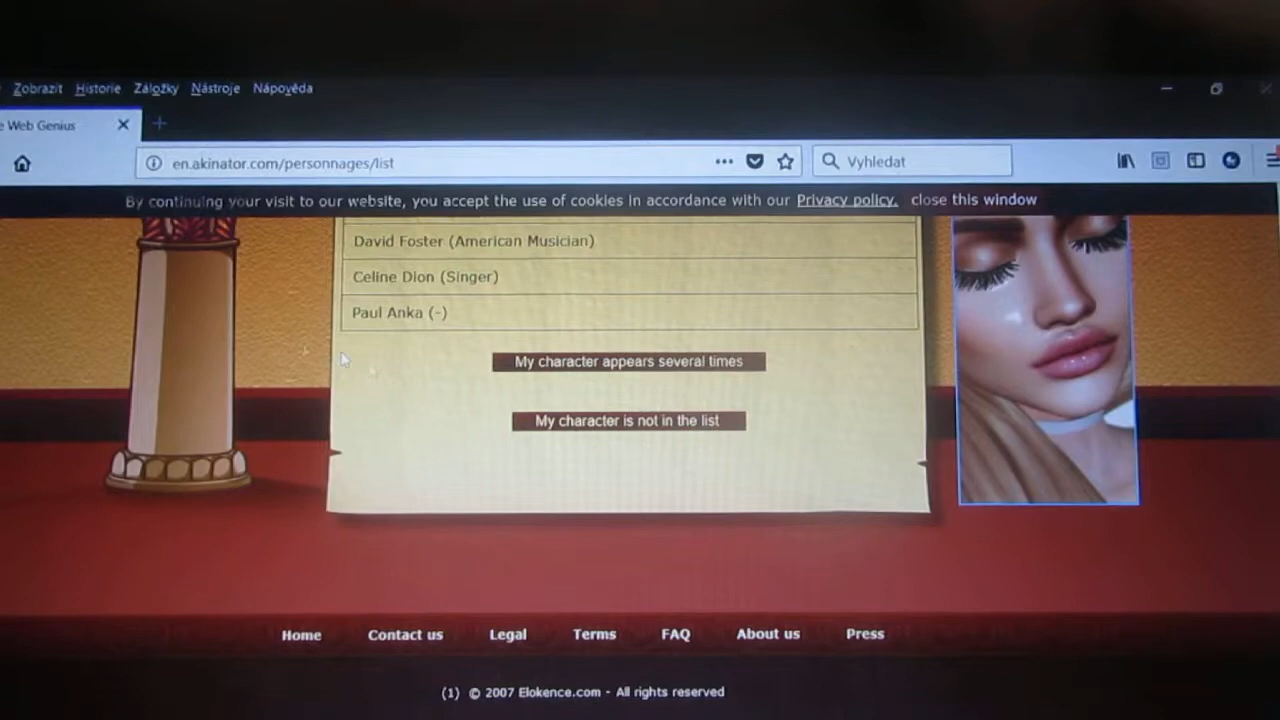 Zobrazit Historie Záložky Nástroje Nápověda
e Web Genius
en.akinator.com/personnages/list
Vyhledat
By continuing your visit to our website, you accept the use of cookies in accordance with our Privacy policy. close this window
David Foster (American Musician)
Celine Dion (Singer)
Paul Anka (-)
My character appears several times
My character is not in the list
Home Contact us Legal Terms FAQ About us Press
(1) © 2007 Elokence.com - All rights reserved